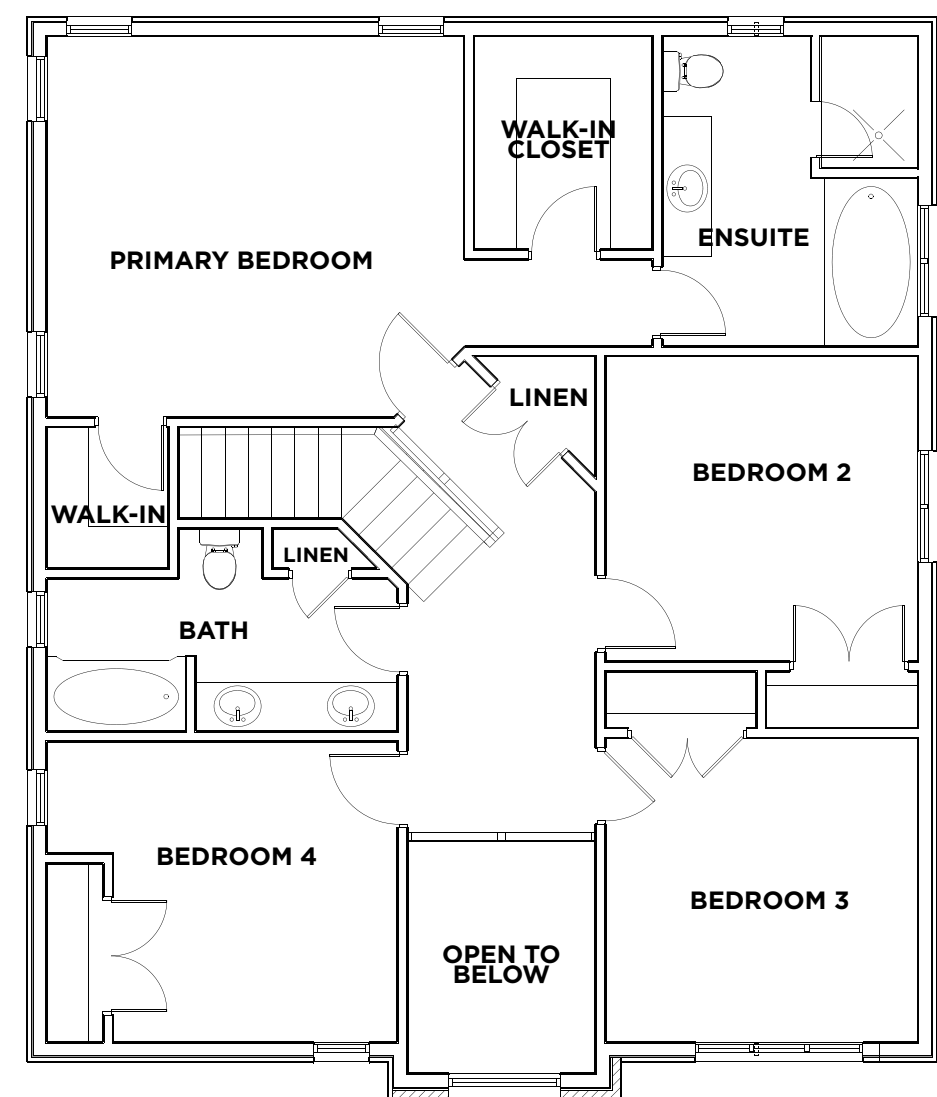 WALK-IN
CLOSET
ENSUITE
PRIMARY BEDROOM
LINEN
BEDROOM 2
WALK-IN
LINEN
BATH
BEDROOM 4
BEDROOM 3
OPEN TO
BELOW